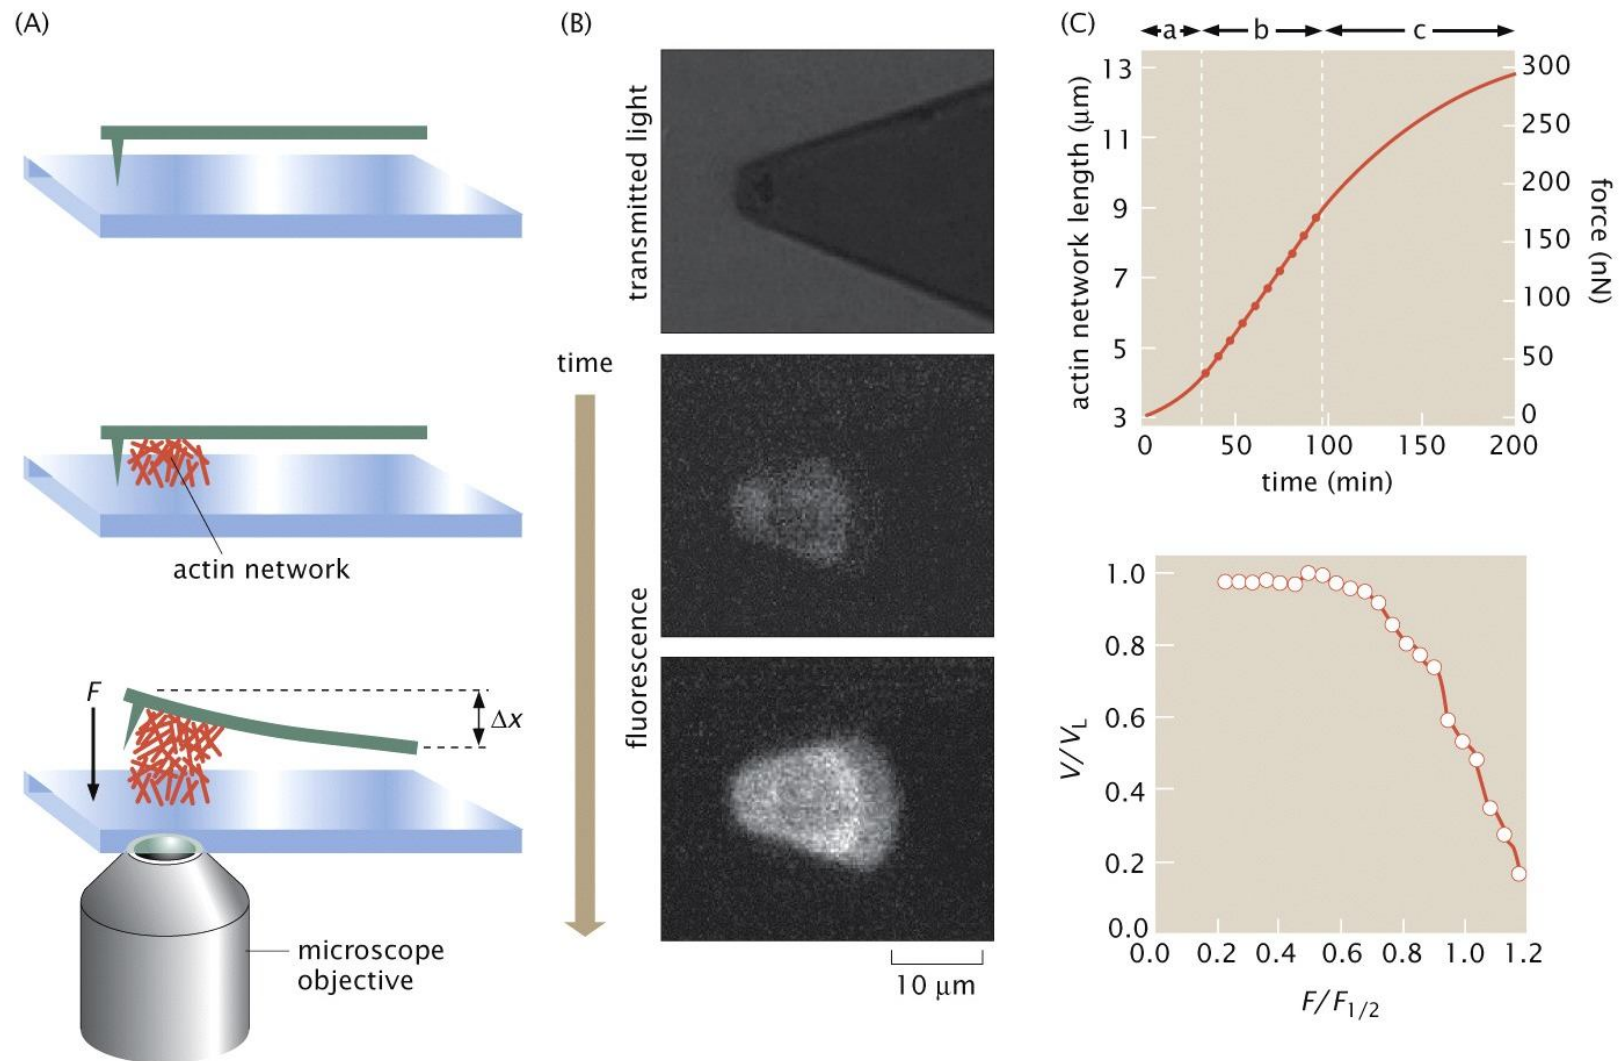 (A)
actin network
F
Δx
microscope
objective
(B)
transmitted light
time
fluorescence
10 μm
(C)
a
b
c
actin network length (μm)
13
11
9
7
5
3
300
250
200
150
100
50
0
force (nN)
0
50
100
150
200
time (min)
V/V_L
1.0
0.8
0.6
0.4
0.2
0.0
0.0
0.2
0.4
0.6
0.8
1.0
1.2
F/F_1/2